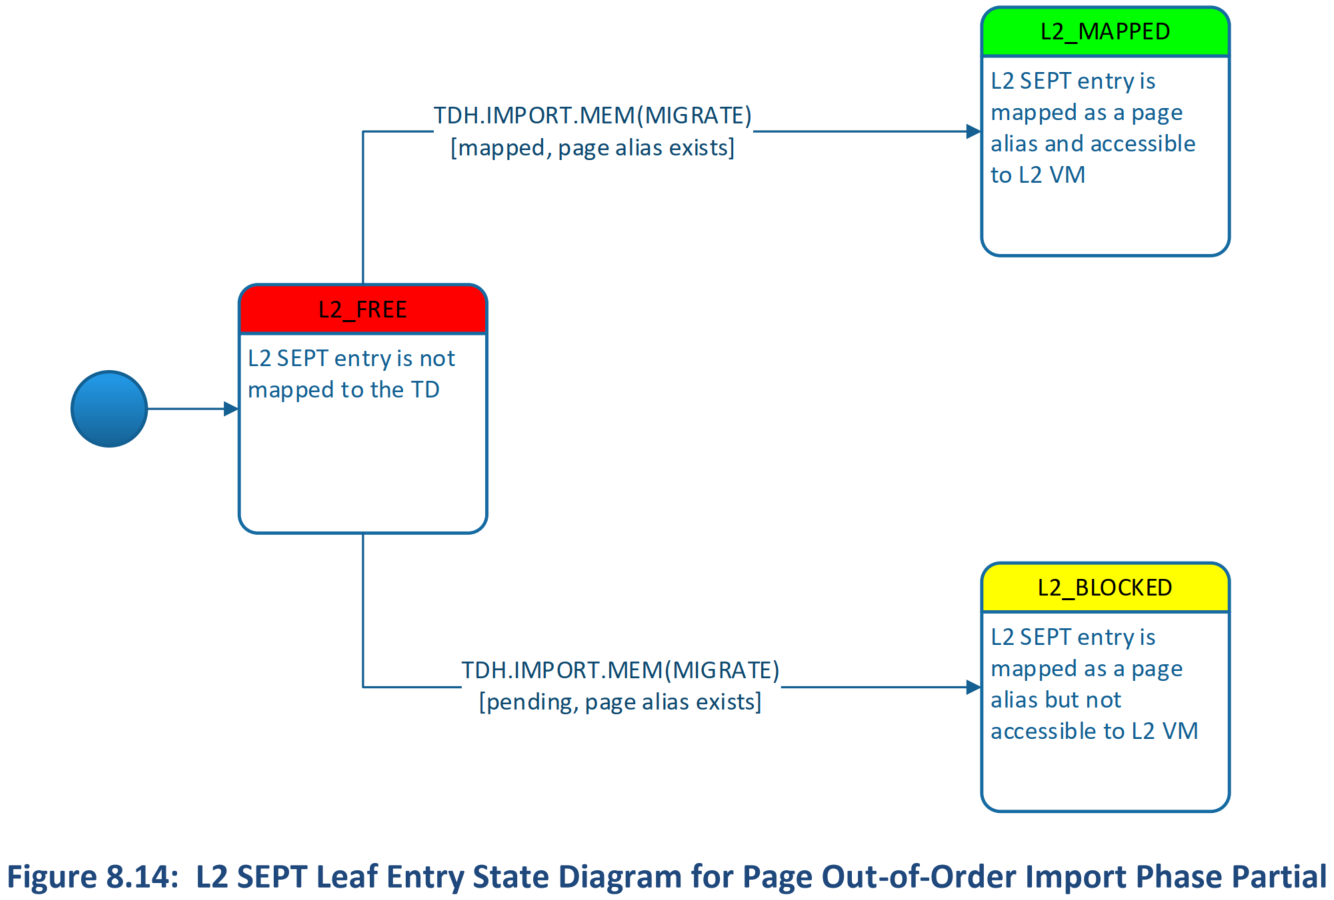 L2_MAPPED
L2 SEPT entry is
mapped as a page
alias and accessible
to L2 VM
TDH.IMPORT.MEM(MIGRATE)
[mapped, page alias exists]
L2_FREE
L2 SEPT entry is not
mapped to the TD
L2_BLOCKED
L2 SEPT entry is
mapped as a page
alias but not
accessible to L2 VM
TDH.IMPORT.MEM(MIGRATE)
[pending, page alias exists]
Figure 8.14:  L2 SEPT Leaf Entry State Diagram for Page Out-of-Order Import Phase Partial